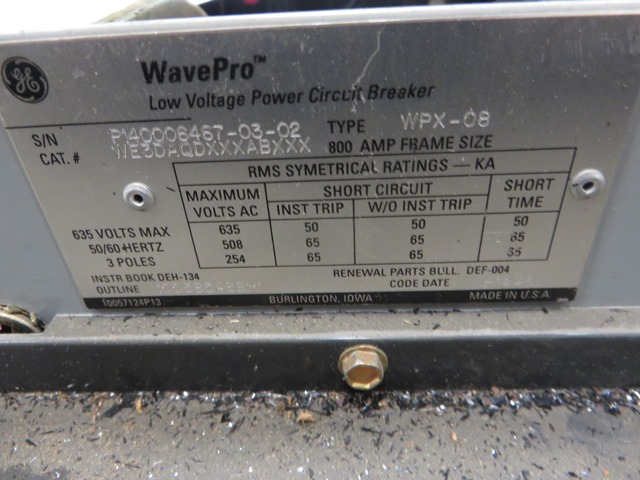 GE
WavePro™
Low Voltage Power Circuit Breaker
S/N P140008467-03-02 TYPE WPX-08
CAT. # WE3DAQDXXXABXXX 800 AMP FRAME SIZE
RMS SYMETRICAL RATINGS — KA
MAXIMUM VOLTS AC SHORT CIRCUIT SHORT TIME
INST TRIP W/O INST TRIP
635 50 50 50
508 65 65 65
254 65 65 65
635 VOLTS MAX
50/60 HERTZ
3 POLES
INSTR BOOK DEH-134 RENEWAL PARTS BULL. DEF-004
OUTLINE CODE DATE
T0057124P13 BURLINGTON, IOWA MADE IN U.S.A